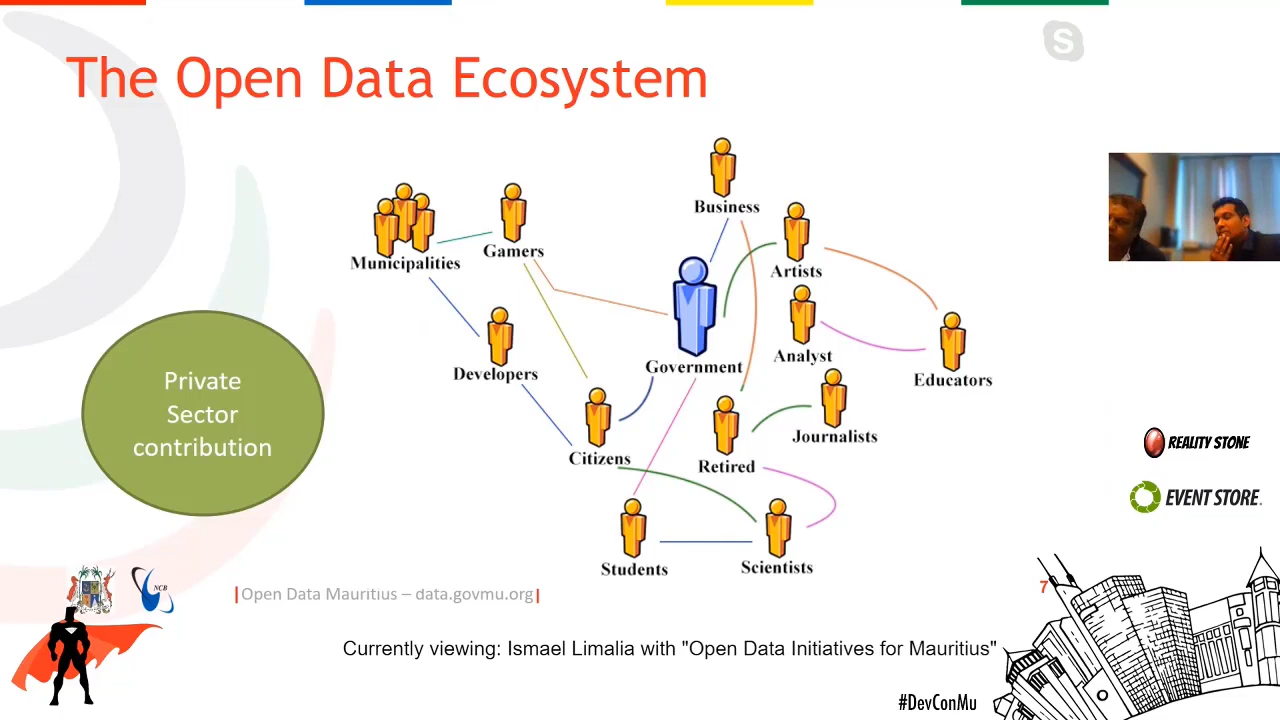 S
The Open Data Ecosystem
Business
Municipalities
Gamers
Artists
Government
Analyst
Developers
Educators
Private
Sector
contribution
Journalists
Citizens
Retired
REALITY STONE
EVENT STORE.
Students
Scientists
NCB
|Open Data Mauritius – data.govmu.org|
7
Currently viewing: Ismael Limalia with "Open Data Initiatives for Mauritius"
#DevConMu